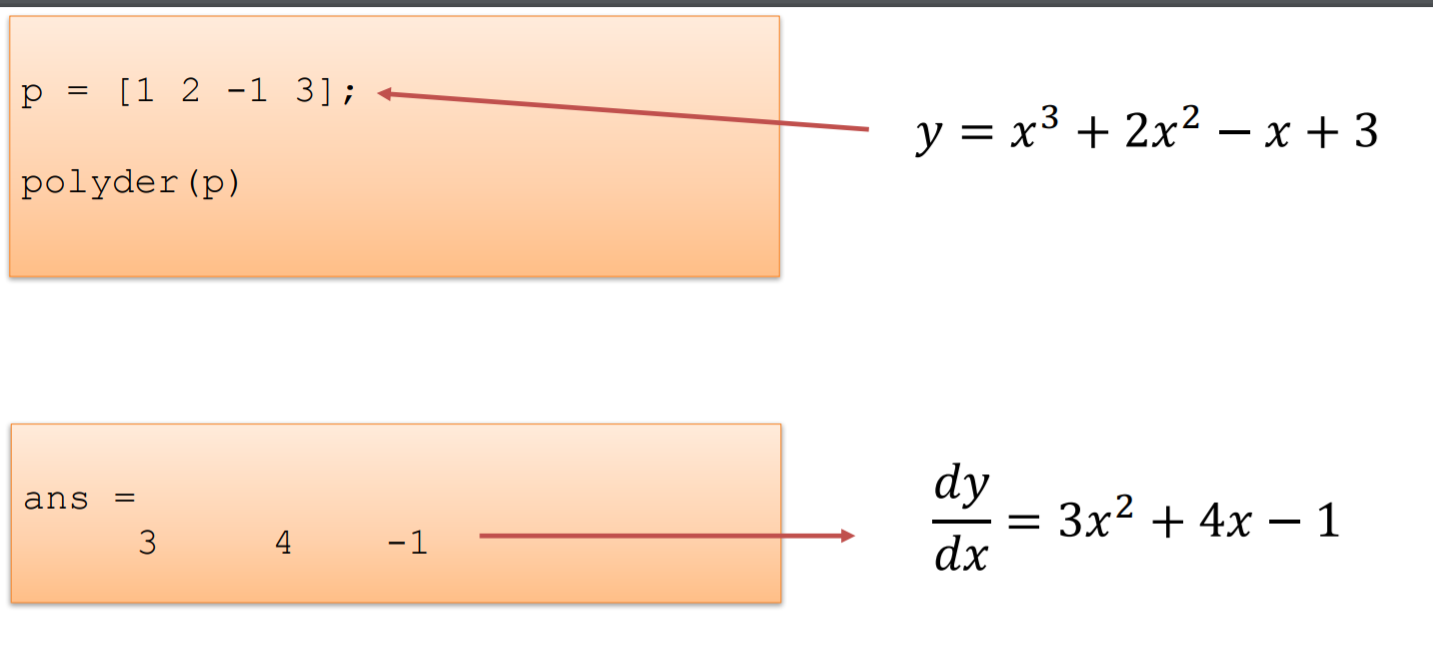 p = [1 2 -1 3];
y = x³ + 2x² − x + 3
polyder(p)
ans =
3 4 -1
dy/dx = 3x² + 4x − 1